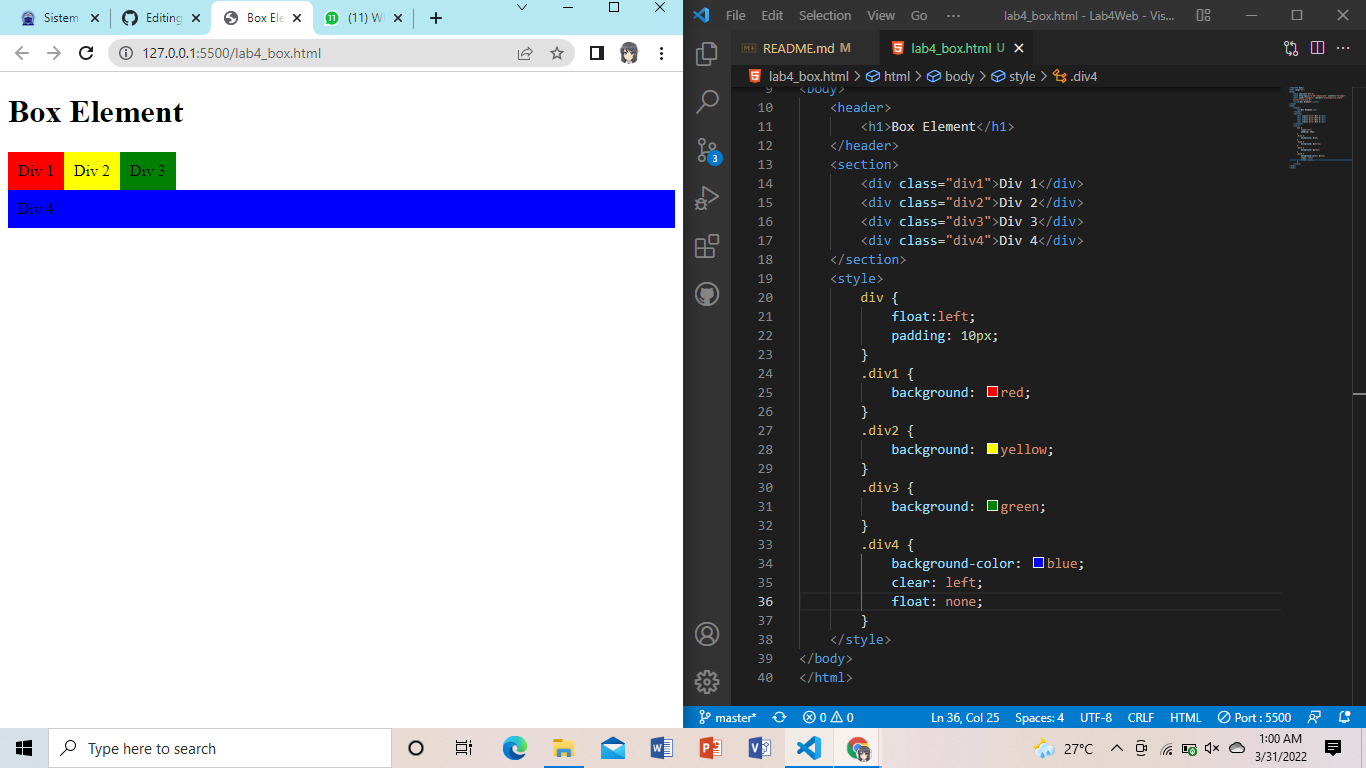 Sistem
Editing
Box Ele
(11) W
127.0.0.1:5500/lab4_box.html
Box Element
Div 1 Div 2 Div 3
Div 4
File Edit Selection View Go ··· lab4_box.html - Lab4Web - Vis...
README.md M lab4_box.html U
lab4_box.html > html > body > style > .div4
9 <body>
10 <header>
11 <h1>Box Element</h1>
12 </header>
13 <section>
14 <div class="div1">Div 1</div>
15 <div class="div2">Div 2</div>
16 <div class="div3">Div 3</div>
17 <div class="div4">Div 4</div>
18 </section>
19 <style>
20 div {
21 float:left;
22 padding: 10px;
23 }
24 .div1 {
25 background: red;
26 }
27 .div2 {
28 background: yellow;
29 }
30 .div3 {
31 background: green;
32 }
33 .div4 {
34 background-color: blue;
35 clear: left;
36 float: none;
37 }
38 </style>
39 </body>
40 </html>
3
master* 0 0 Ln 36, Col 25 Spaces: 4 UTF-8 CRLF HTML Port : 5500
Type here to search
27°C
1:00 AM
3/31/2022